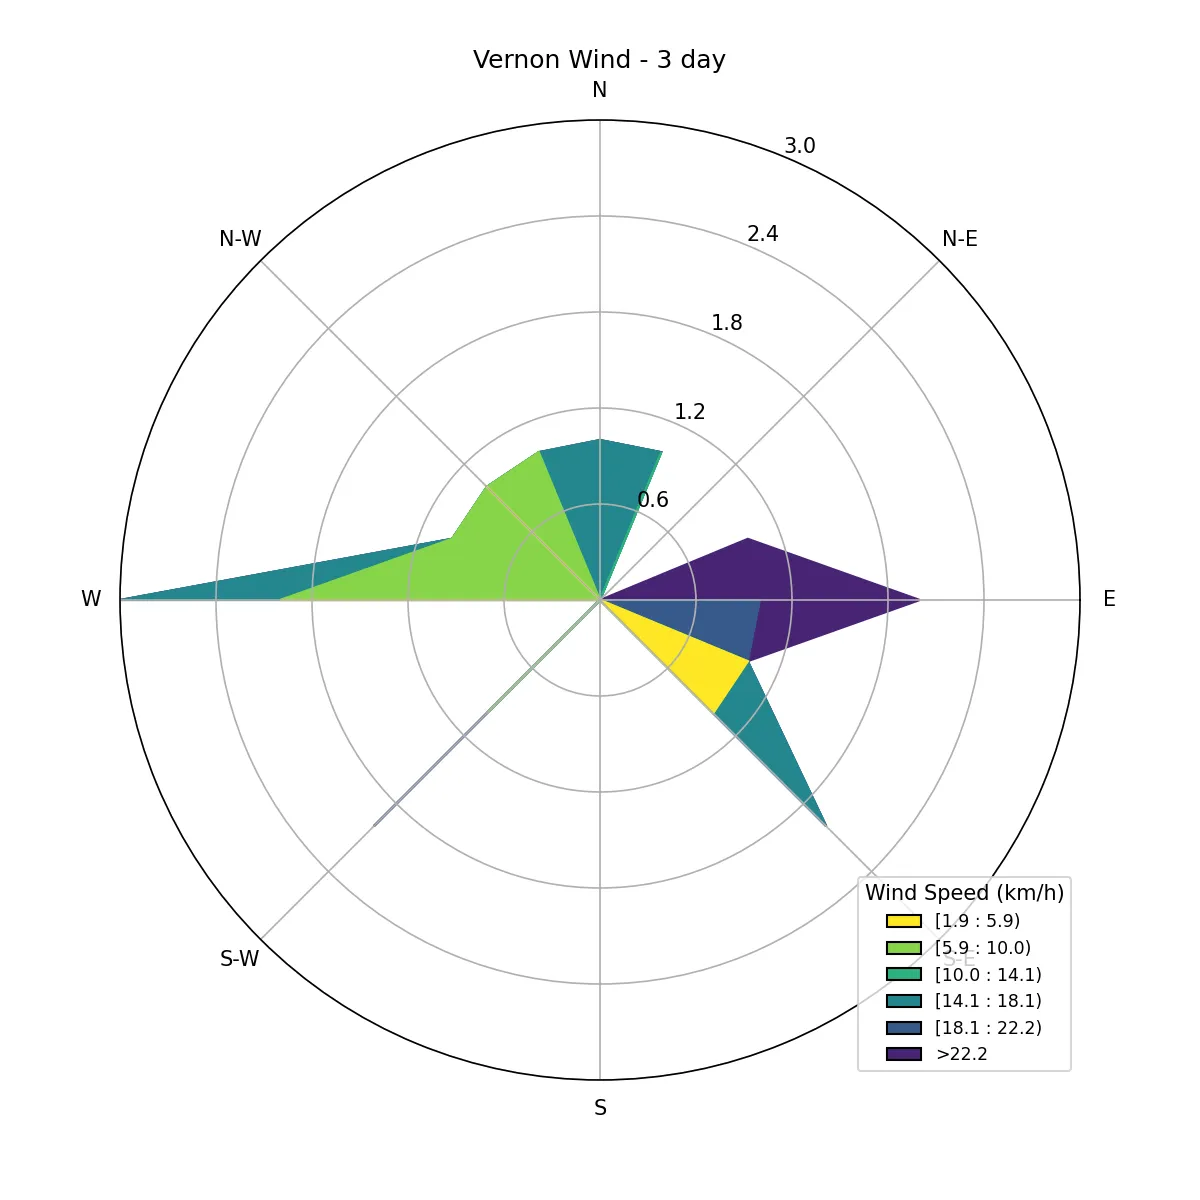 Vernon Wind - 3 day
N
3.0
N-W
2.4
N-E
1.8
1.2
0.6
W
E
S-W
S-E
S
Wind Speed (km/h)
[1.9 : 5.9)
[5.9 : 10.0)
[10.0 : 14.1)
[14.1 : 18.1)
[18.1 : 22.2)
>22.2